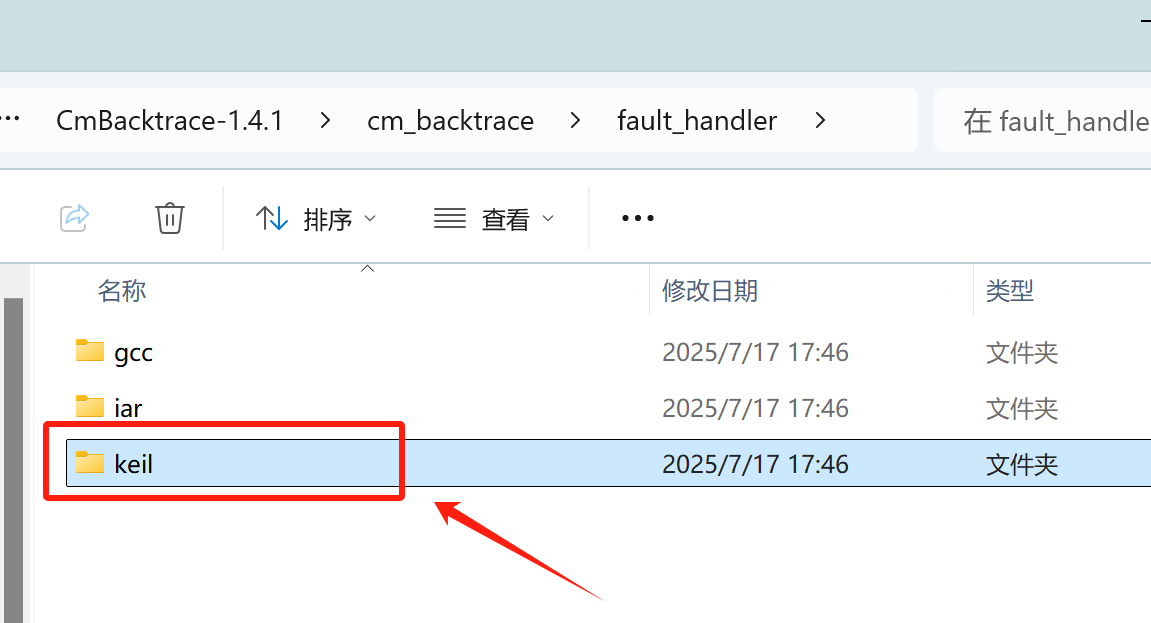 ··· CmBacktrace-1.4.1 > cm_backtrace > fault_handler > 在 fault_handle
排序 查看 ···
名称 修改日期 类型
gcc 2025/7/17 17:46 文件夹
iar 2025/7/17 17:46 文件夹
keil 2025/7/17 17:46 文件夹